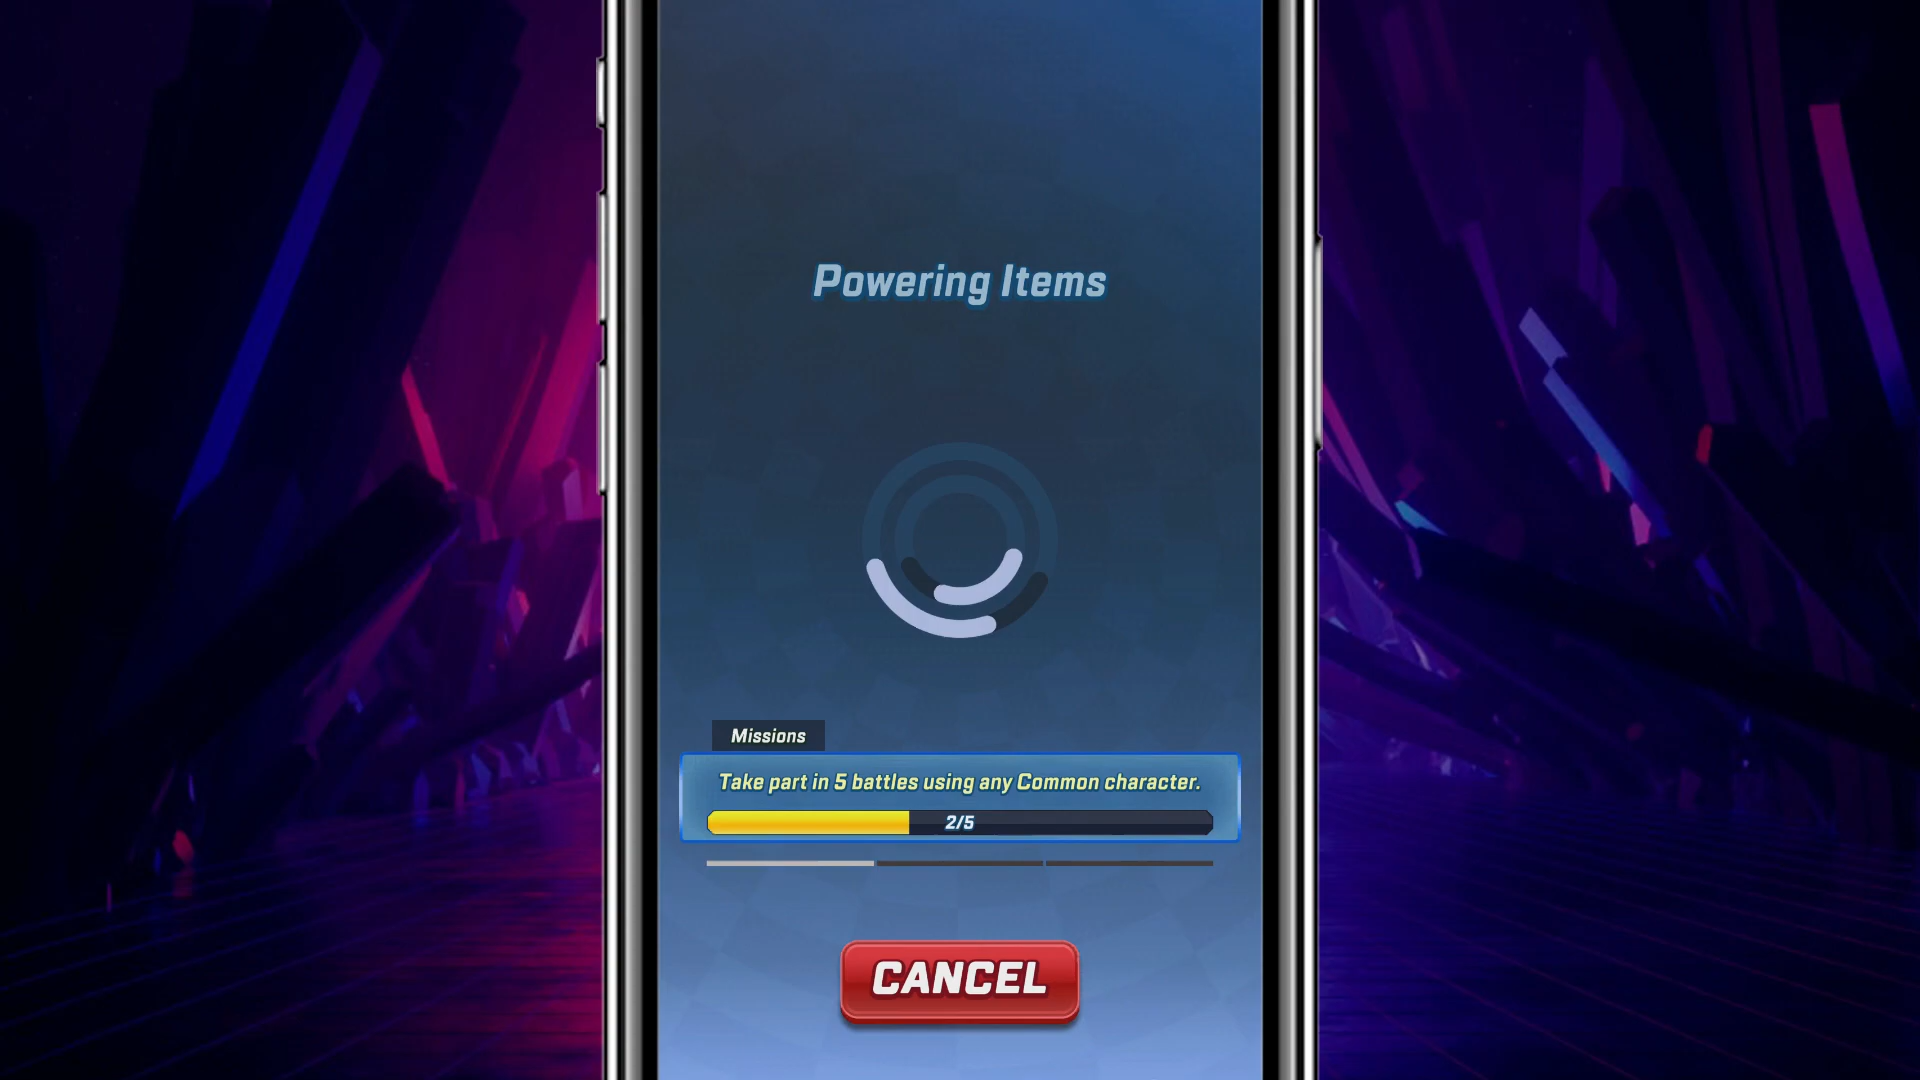 Powering Items
Missions
Take part in 5 battles using any Common character.
2/5
CANCEL